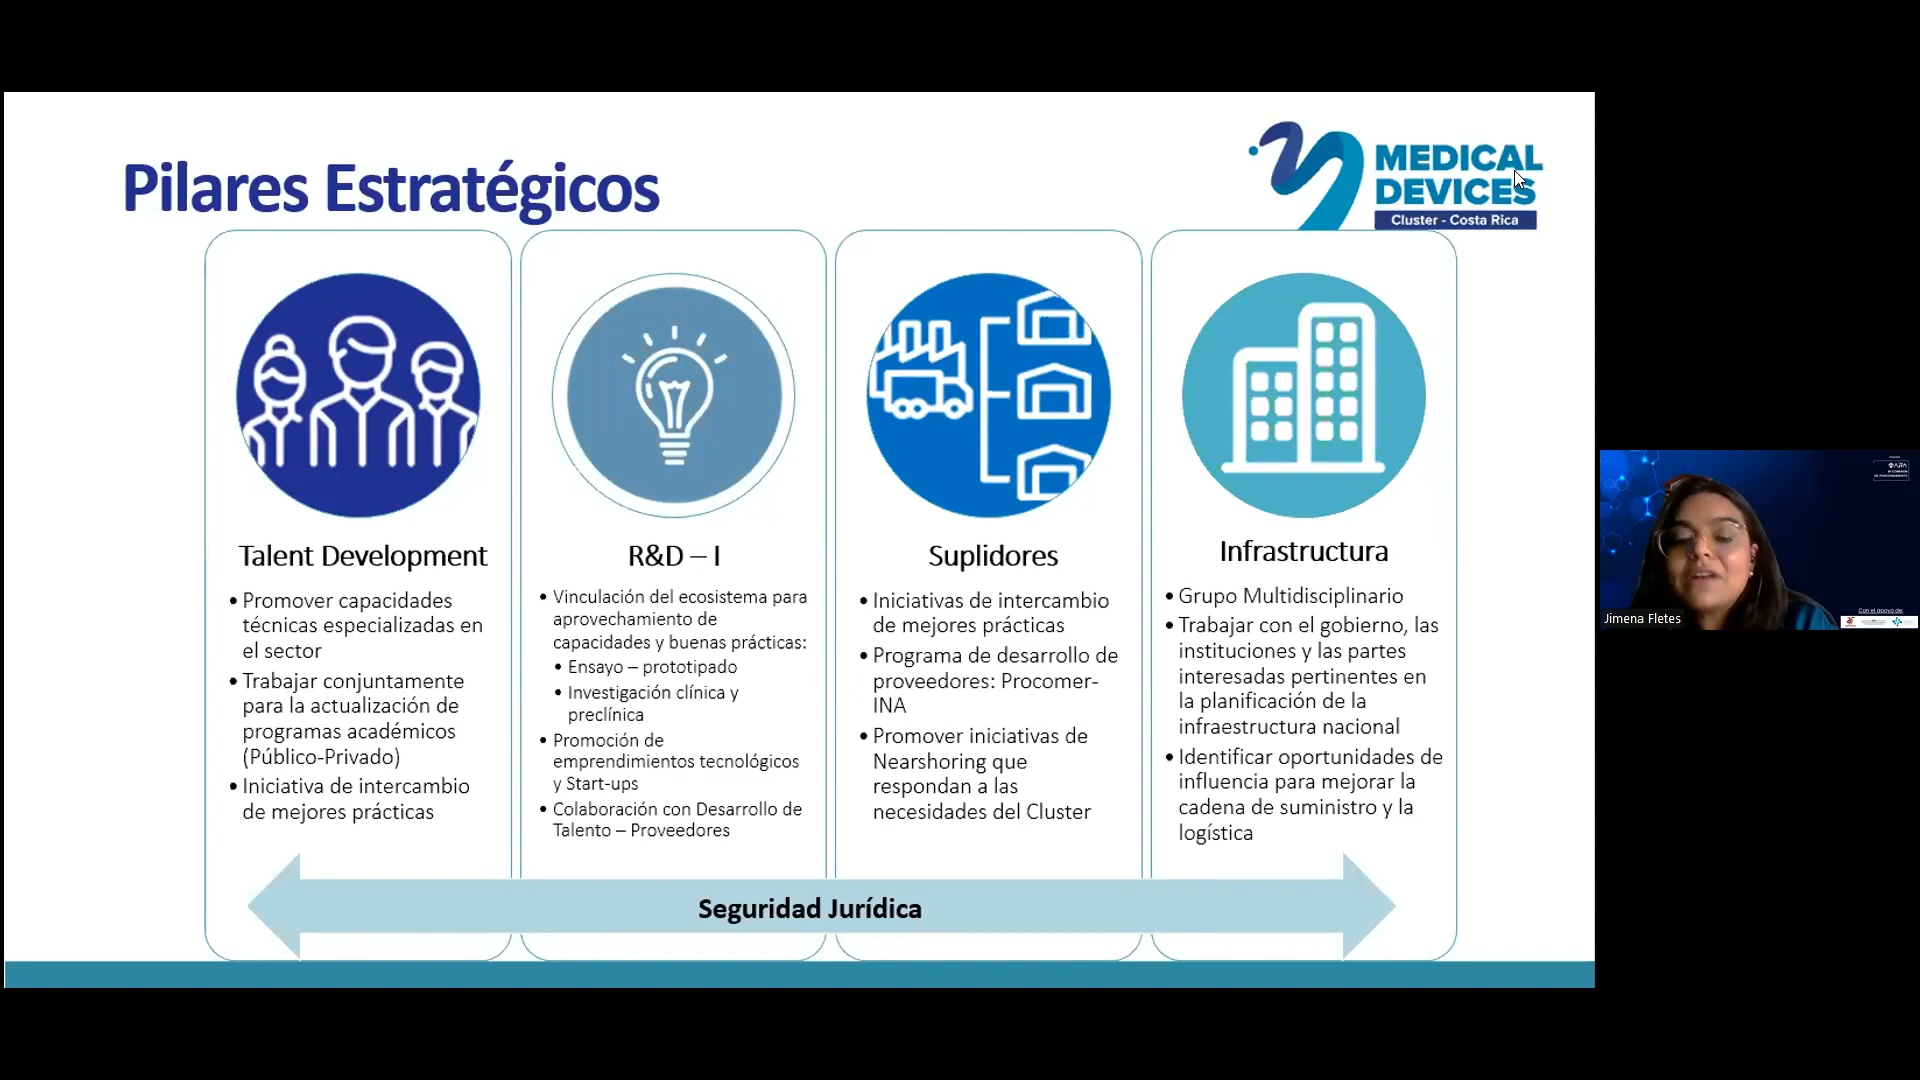 Pilares Estratégicos
MEDICAL
DEVICES
Cluster - Costa Rica
Talent Development
• Promover capacidades
técnicas especializadas en
el sector
• Trabajar conjuntamente
para la actualización de
programas académicos
(Público-Privado)
• Iniciativa de intercambio
de mejores prácticas
R&D – I
• Vinculación del ecosistema para
aprovechamiento de
capacidades y buenas prácticas:
• Ensayo – prototipado
• Investigación clínica y
preclínica
• Promoción de
emprendimientos tecnológicos
y Start-ups
• Colaboración con Desarrollo de
Talento – Proveedores
Suplidores
• Iniciativas de intercambio
de mejores prácticas
• Programa de desarrollo de
proveedores: Procomer-
INA
• Promover iniciativas de
Nearshoring que
respondan a las
necesidades del Cluster
Infrastructura
• Grupo Multidisciplinario
• Trabajar con el gobierno, las
instituciones y las partes
interesadas pertinentes en
la planificación de la
infraestructura nacional
• Identificar oportunidades de
influencia para mejorar la
cadena de suministro y la
logística
Seguridad Jurídica
Jimena Fletes
Con el apoyo de: